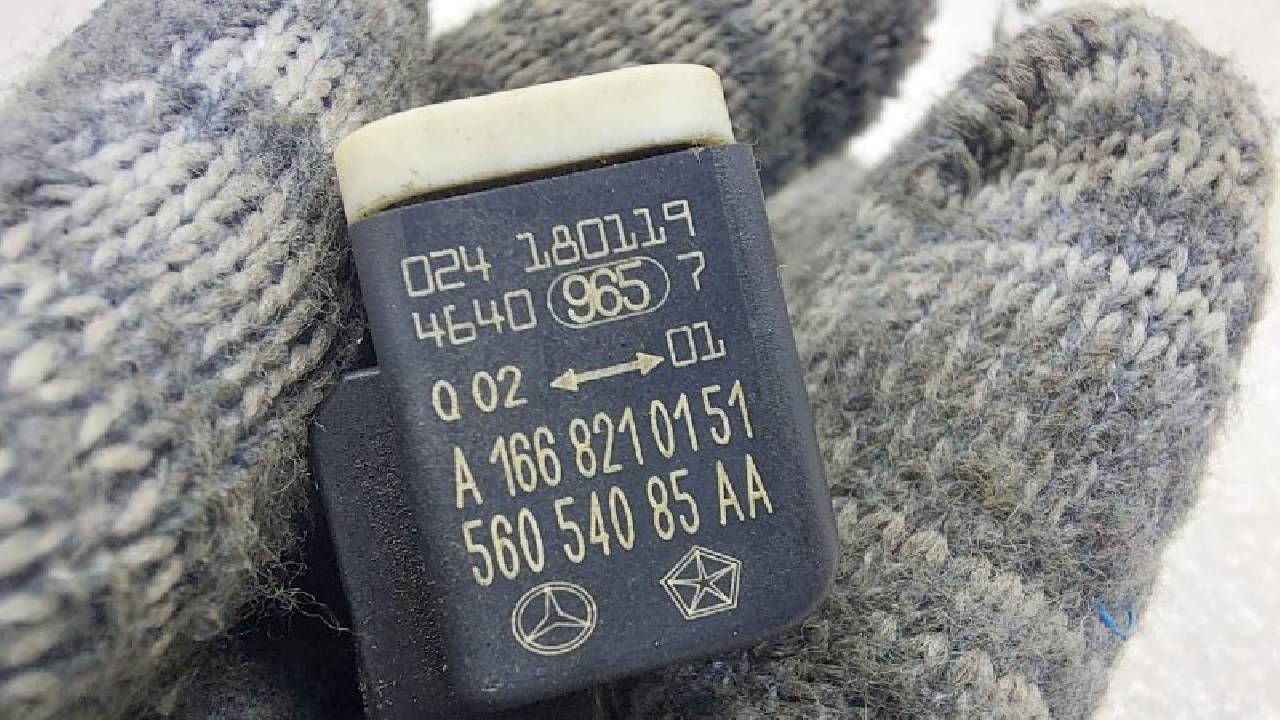 024 180119
4640 965 7
Q 02 ↔ 01
A 166 821 01 51
560 540 85 AA